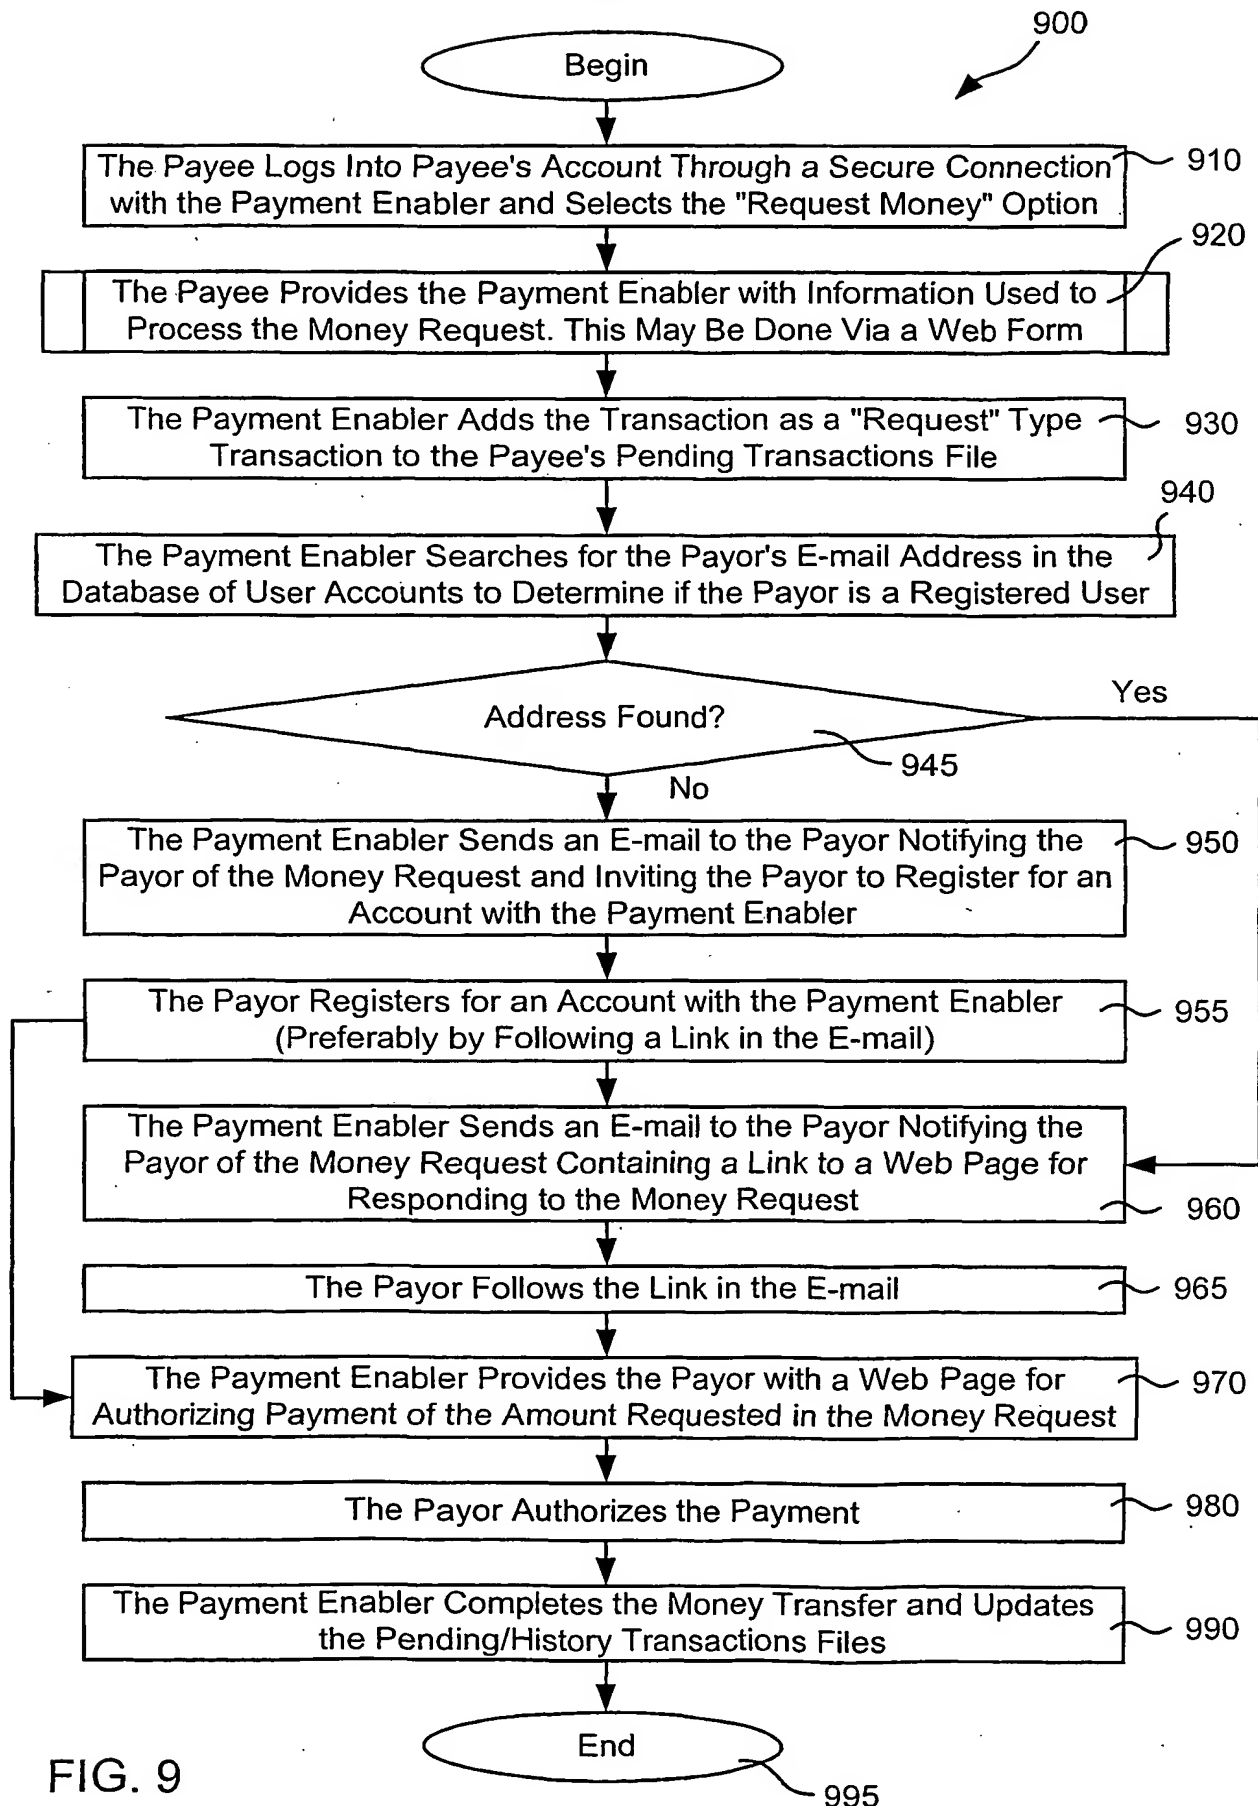 900
Begin
The Payee Logs Into Payee's Account Through a Secure Connection
with the Payment Enabler and Selects the "Request Money" Option
910
920
The Payee Provides the Payment Enabler with Information Used to
Process the Money Request. This May Be Done Via a Web Form
The Payment Enabler Adds the Transaction as a "Request" Type
Transaction to the Payee's Pending Transactions File
930
940
The Payment Enabler Searches for the Payor's E-mail Address in the
Database of User Accounts to Determine if the Payor is a Registered User
Yes
Address Found?
945
No
The Payment Enabler Sends an E-mail to the Payor Notifying the
Payor of the Money Request and Inviting the Payor to Register for an
Account with the Payment Enabler
950
The Payor Registers for an Account with the Payment Enabler
(Preferably by Following a Link in the E-mail)
955
The Payment Enabler Sends an E-mail to the Payor Notifying the
Payor of the Money Request Containing a Link to a Web Page for
Responding to the Money Request
960
The Payor Follows the Link in the E-mail
965
The Payment Enabler Provides the Payor with a Web Page for
Authorizing Payment of the Amount Requested in the Money Request
970
The Payor Authorizes the Payment
980
The Payment Enabler Completes the Money Transfer and Updates
the Pending/History Transactions Files
990
End
995
FIG. 9